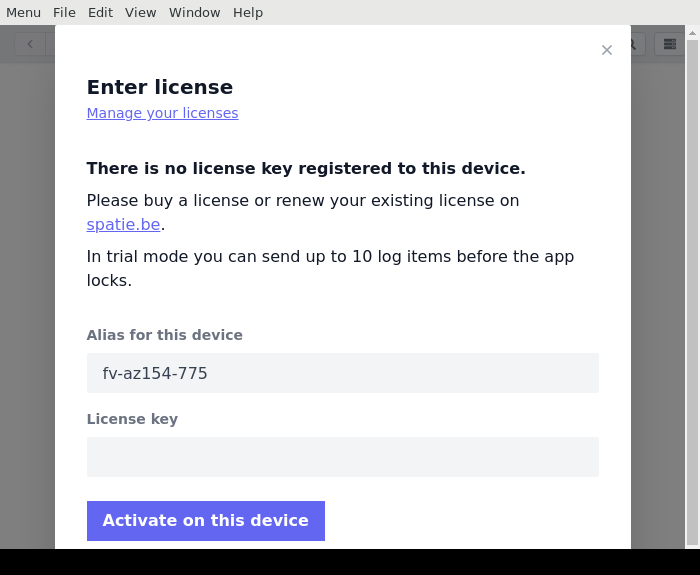 Menu File Edit View Window Help
Enter license
Manage your licenses
There is no license key registered to this device.
Please buy a license or renew your existing license on
spatie.be.
In trial mode you can send up to 10 log items before the app
locks.
Alias for this device
fv-az154-775
License key
Activate on this device